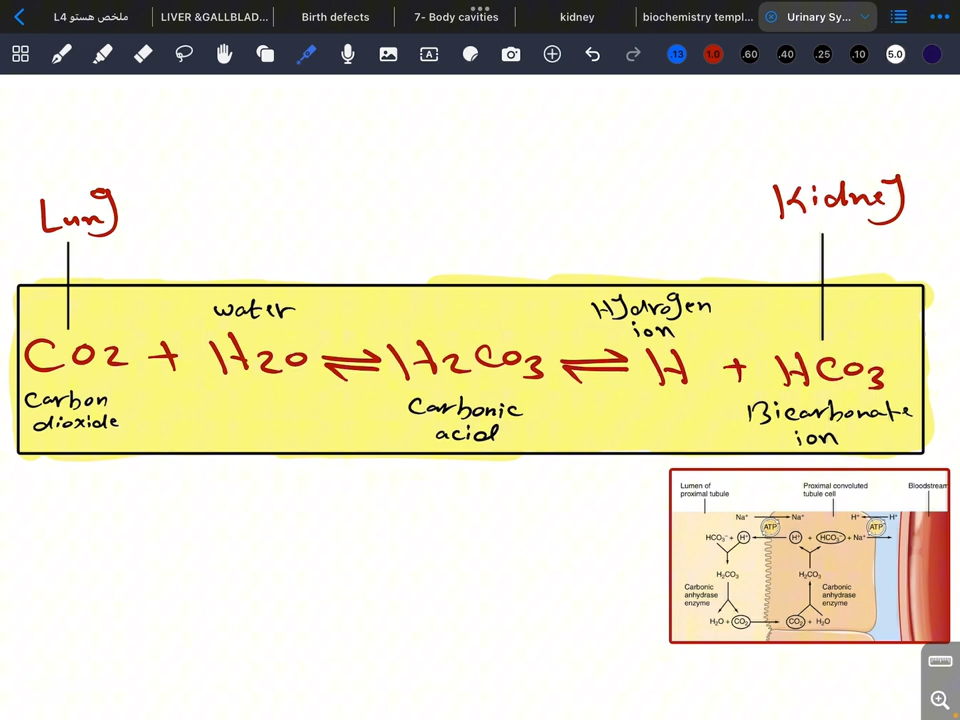 ملخص هستو L4
LIVER &GALLBLAD...
Birth defects
7- Body cavities
kidney
biochemistry templ...
Urinary Sy...
13
1.0
.60
.40
.25
.10
5.0
Lung
Kidney
water
Hydrogen
ion
CO2 + H2O ⇌ H2CO3 ⇌ H + HCO3
Carbon
dioxide
Carbonic
acid
Bicarbonate
ion
Lumen of
proximal tubule
Proximal convoluted
tubule cell
Bloodstream
Na⁺ Na⁺ H⁺ H⁺
ATP ATP
HCO₃⁻ + H⁺ H⁺ + HCO₃⁻ + Na⁺
H₂CO₃ H₂CO₃
Carbonic
anhydrase
enzyme
Carbonic
anhydrase
enzyme
H₂O + CO₂ CO₂ + H₂O